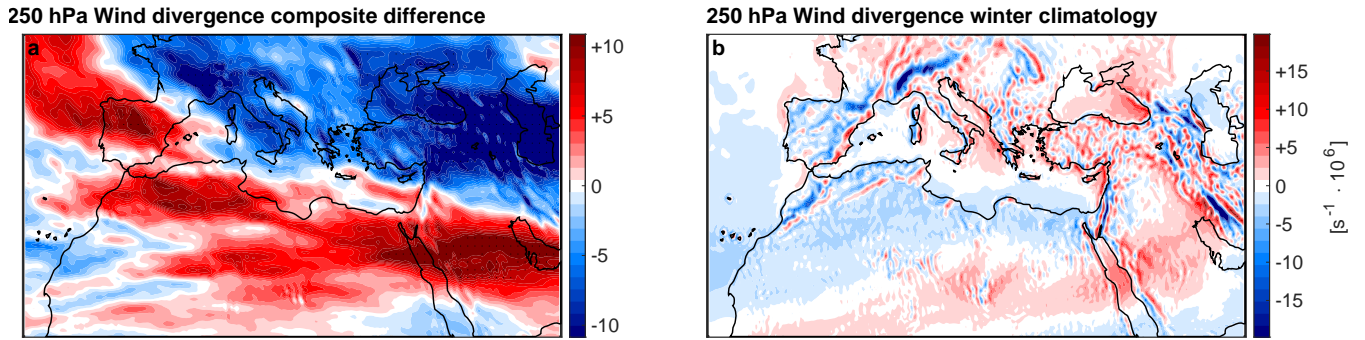 250 hPa Wind divergence composite difference
a
+10
+5
0
-5
-10
250 hPa Wind divergence winter climatology
b
+15
+10
+5
0
-5
-10
-15
[s⁻¹ · 10⁶]